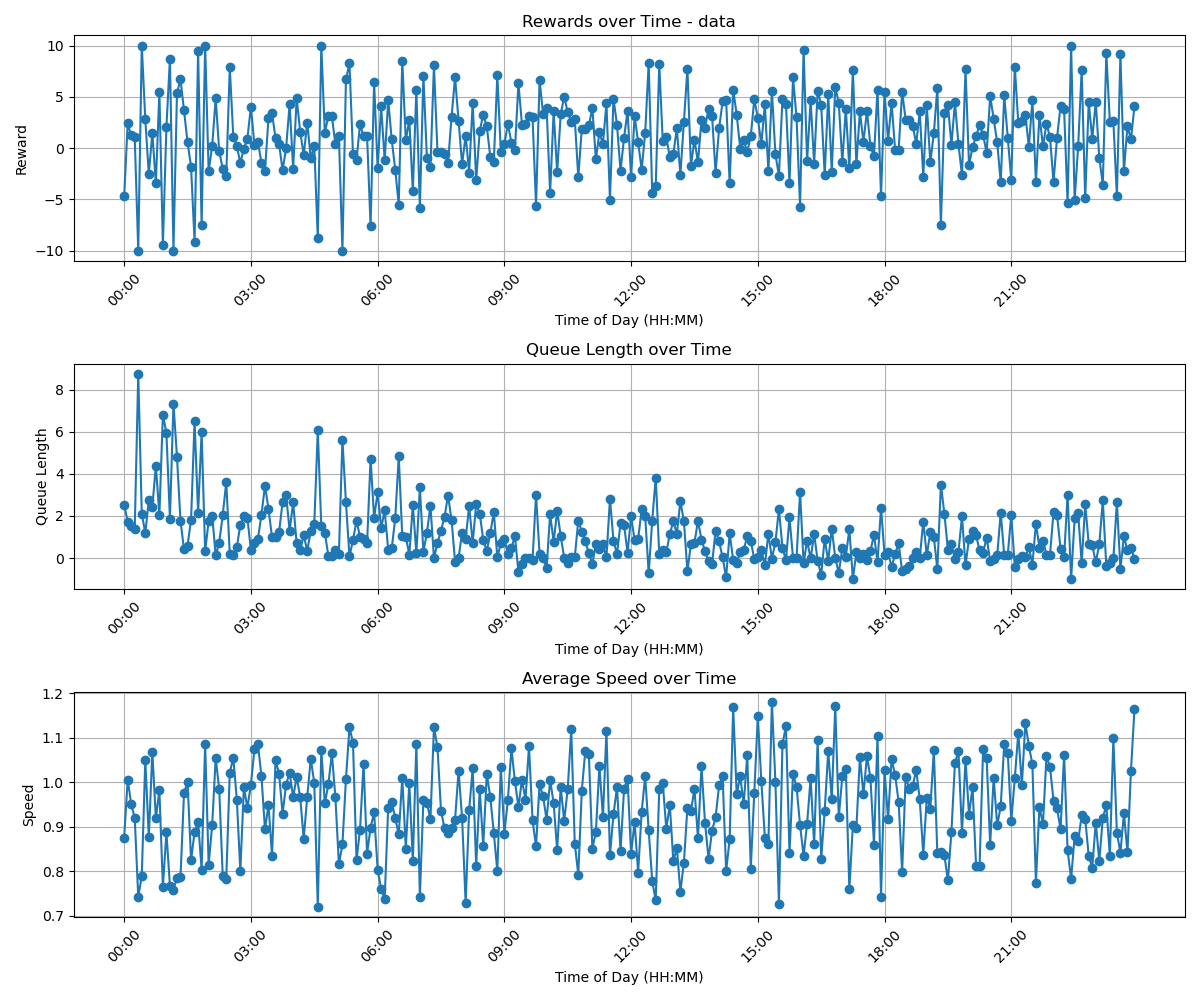 Rewards over Time - data
Reward
10
5
0
−5
−10
00:00 03:00 06:00 09:00 12:00 15:00 18:00 21:00
Time of Day (HH:MM)
Queue Length over Time
Queue Length
8
6
4
2
0
00:00 03:00 06:00 09:00 12:00 15:00 18:00 21:00
Time of Day (HH:MM)
Average Speed over Time
Speed
1.2
1.1
1.0
0.9
0.8
0.7
00:00 03:00 06:00 09:00 12:00 15:00 18:00 21:00
Time of Day (HH:MM)